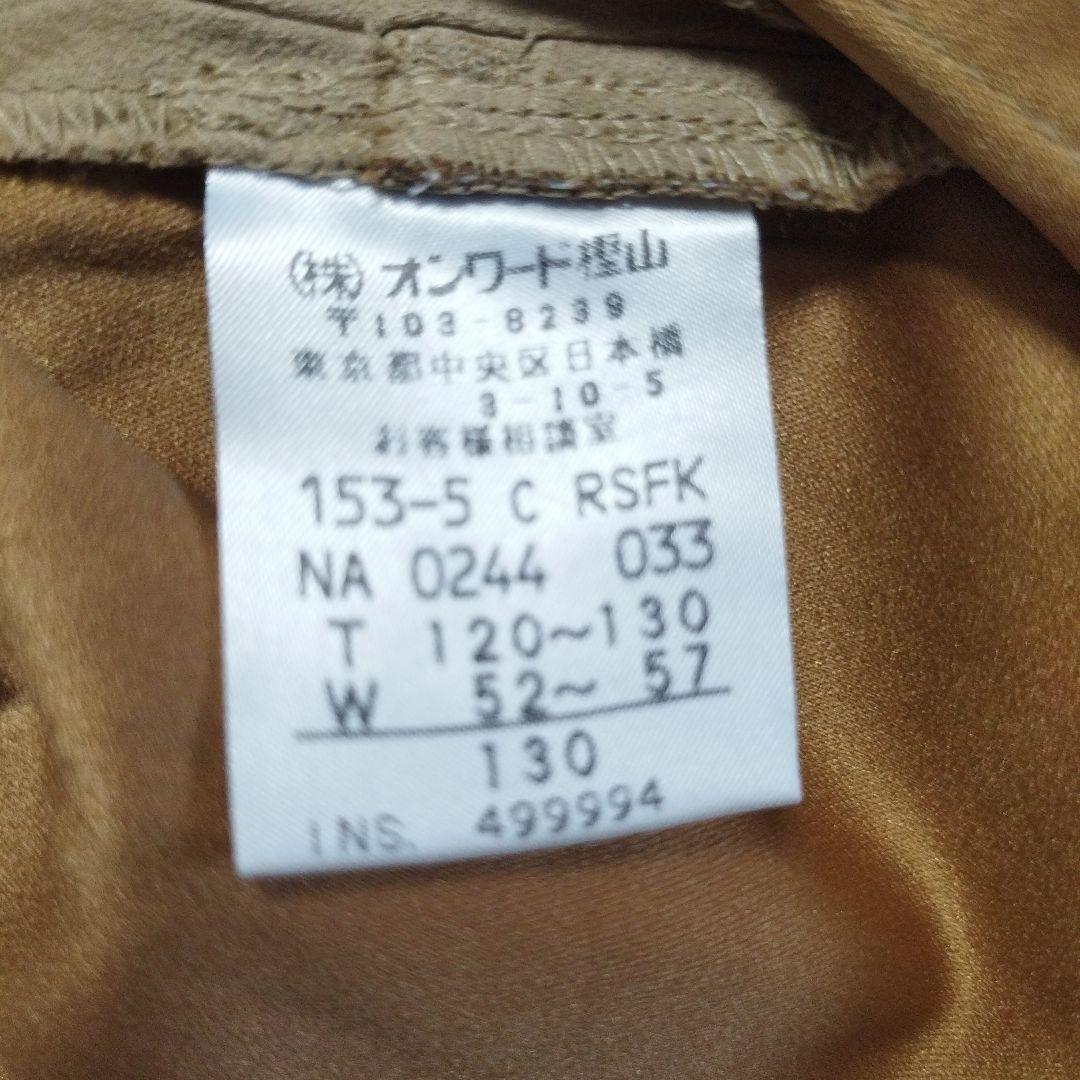 (株) オンワード樫山
〒103-8239
東京都中央区日本橋
3-10-5
お客様相談室
153-5 C RSFK
NA 0244 033
T 120~130
W 52~ 57
130
INS. 499994